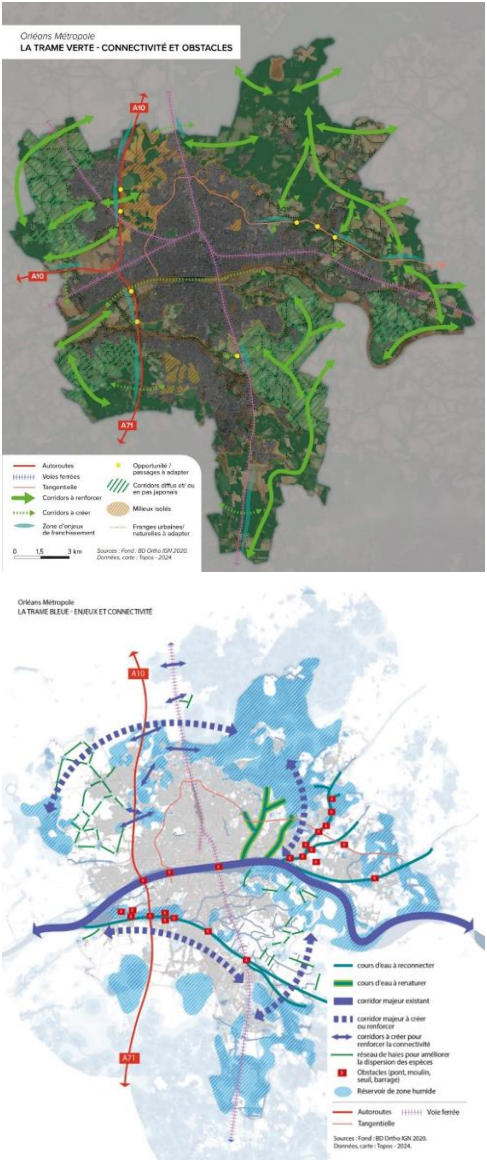 Orléans Métropole
LA TRAME VERTE - CONNECTIVITÉ ET OBSTACLES
A10
A10
A71
Autoroutes
Voies ferrées
Tangentielle
Corridors à renforcer
Corridors à créer
Zone d'enjeux
de franchissement
Opportunité /
passages à adapter
Corridors diffus et/ ou
en pas japonais
Milieux isolés
Franges urbaines/
naturelles à adapter
0 1,5 3 km
Sources : Fond : BD Ortho IGN 2020.
Données, carte : Topos - 2024.
Orléans Métropole
LA TRAME BLEUE - ENJEUX ET CONNECTIVITÉ
A10
A71
cours d'eau à reconnecter
cours d'eau à renaturer
corridor majeur existant
corridor majeur à créer
ou renforcer
corridors à créer pour
renforcer la connectivité
réseau de haies pour améliorer
la dispersion des espèces
Obstacles (pont, moulin,
seuil, barrage)
Réservoir de zone humide
Autoroutes
Voie ferrée
Tangentielle
Sources : Fond : BD Ortho IGN 2020.
Données, carte : Topos - 2024.